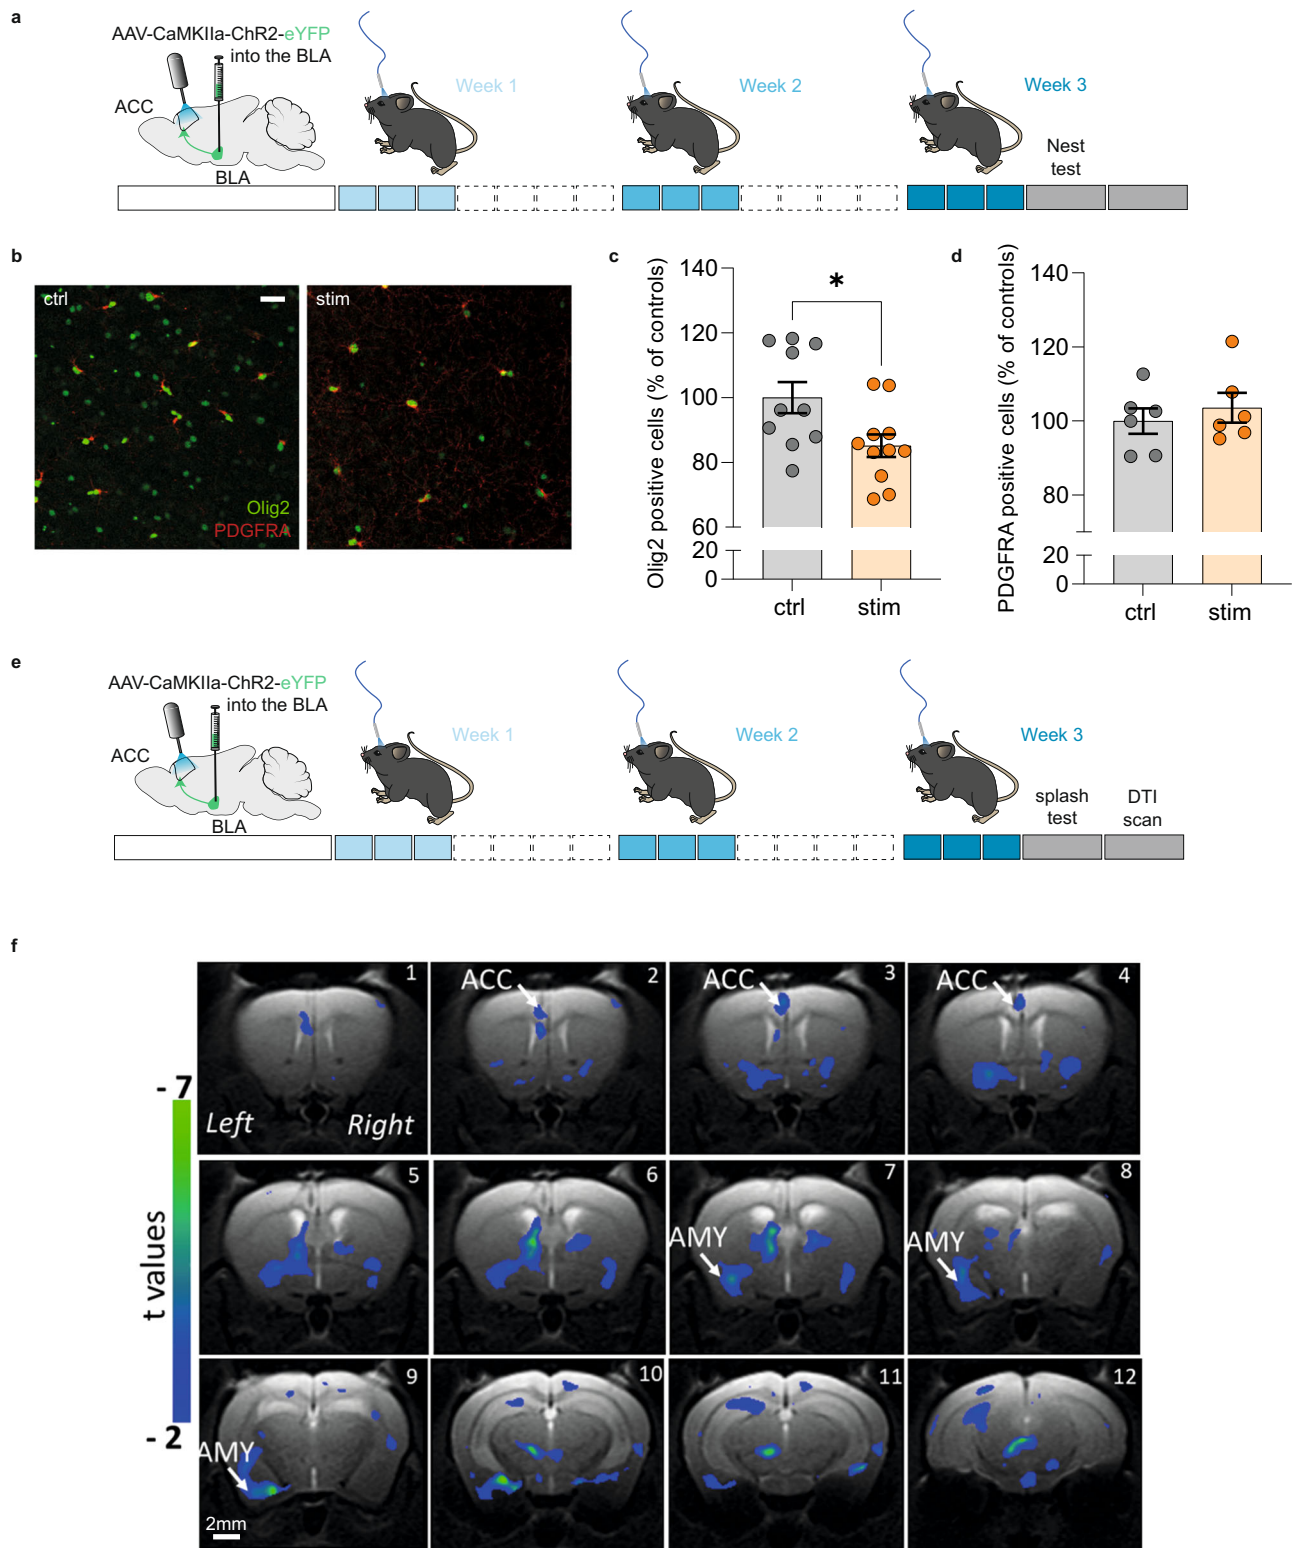 a
AAV-CaMKIIa-ChR2-eYFP
into the BLA
ACC
BLA
Week 1
Week 2
Week 3
Nest
test
b
ctrl
stim
Olig2
PDGFRA
c
Olig2 positive cells (% of controls)
140
120
100
80
60
20
0
*
ctrl
stim
d
PDGFRA positive cells (% of controls)
140
120
100
80
20
0
ctrl
stim
e
AAV-CaMKIIa-ChR2-eYFP
into the BLA
ACC
BLA
Week 1
Week 2
Week 3
splash
test
DTI
scan
f
- 7
t values
- 2
1
Left
Right
ACC
2
ACC
3
ACC
4
5
6
AMY
7
AMY
8
AMY
9
2mm
10
11
12